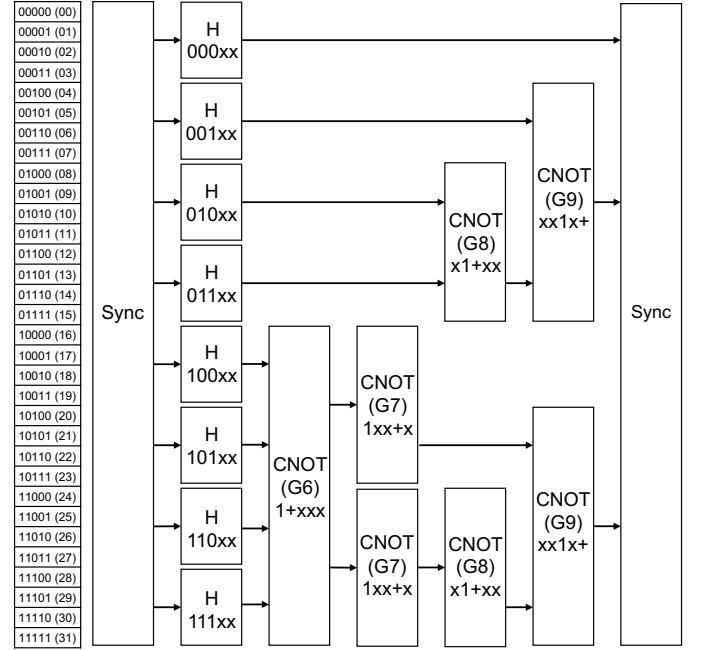 00000 (00)
00001 (01)
00010 (02)
00011 (03)
00100 (04)
00101 (05)
00110 (06)
00111 (07)
01000 (08)
01001 (09)
01010 (10)
01011 (11)
01100 (12)
01101 (13)
01110 (14)
01111 (15)
10000 (16)
10001 (17)
10010 (18)
10011 (19)
10100 (20)
10101 (21)
10110 (22)
10111 (23)
11000 (24)
11001 (25)
11010 (26)
11011 (27)
11100 (28)
11101 (29)
11110 (30)
11111 (31)
Sync
H
000xx
H
001xx
H
010xx
H
011xx
H
100xx
H
101xx
H
110xx
H
111xx
CNOT
(G6)
1+xxx
CNOT
(G7)
1xx+x
CNOT
(G7)
1xx+x
CNOT
(G8)
x1+xx
CNOT
(G8)
x1+xx
CNOT
(G9)
xx1x+
CNOT
(G9)
xx1x+
Sync